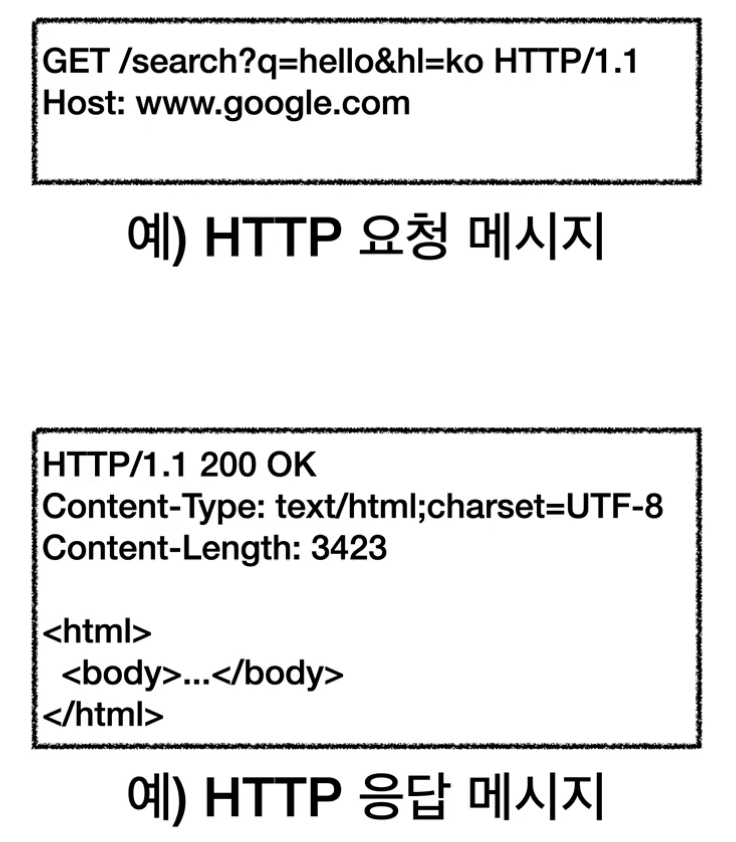 GET /search?q=hello&hl=ko HTTP/1.1
Host: www.google.com
예) HTTP 요청 메시지
HTTP/1.1 200 OK
Content-Type: text/html;charset=UTF-8
Content-Length: 3423
<html>
<body>...</body>
</html>
예) HTTP 응답 메시지